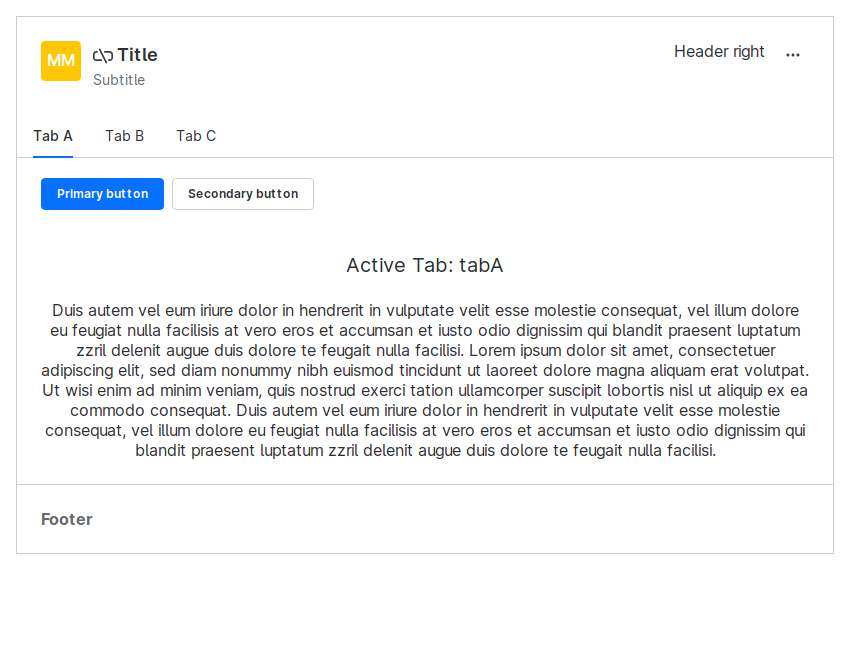 MM
Title
Header right
Subtitle
Tab A Tab B Tab C
Primary button Secondary button
Active Tab: tabA
Duis autem vel eum iriure dolor in hendrerit in vulputate velit esse molestie consequat, vel illum dolore
eu feugiat nulla facilisis at vero eros et accumsan et iusto odio dignissim qui blandit praesent luptatum
zzril delenit augue duis dolore te feugait nulla facilisi. Lorem ipsum dolor sit amet, consectetuer
adipiscing elit, sed diam nonummy nibh euismod tincidunt ut laoreet dolore magna aliquam erat volutpat.
Ut wisi enim ad minim veniam, quis nostrud exerci tation ullamcorper suscipit lobortis nisl ut aliquip ex ea
commodo consequat. Duis autem vel eum iriure dolor in hendrerit in vulputate velit esse molestie
consequat, vel illum dolore eu feugiat nulla facilisis at vero eros et accumsan et iusto odio dignissim qui
blandit praesent luptatum zzril delenit augue duis dolore te feugait nulla facilisi.
Footer